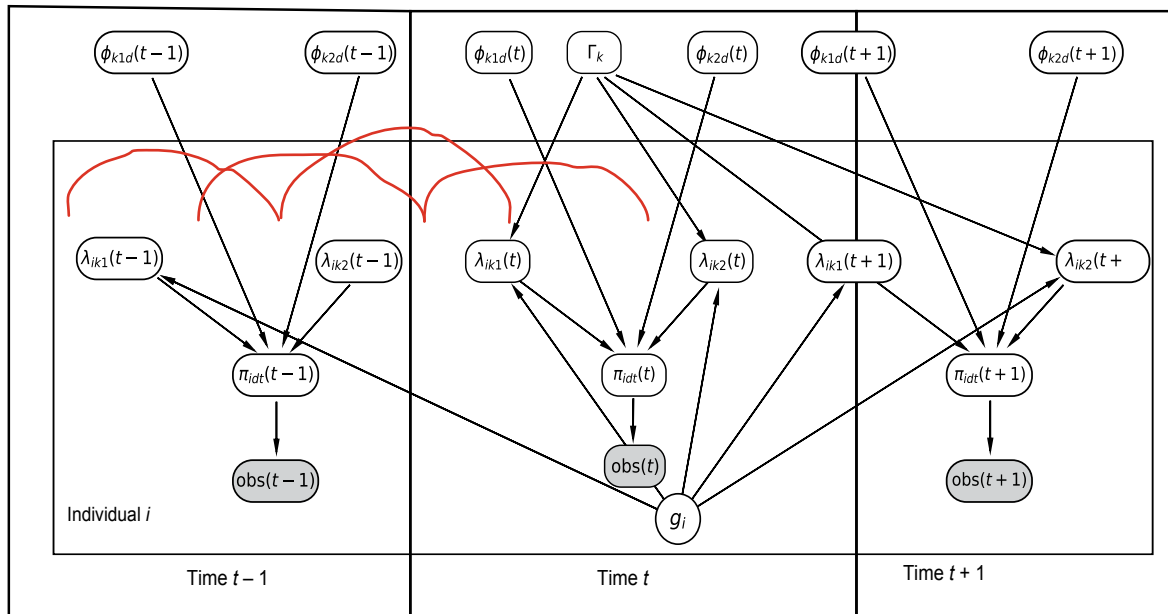 ϕk1d(t−1) ϕk2d(t−1) ϕk1d(t) Γk ϕk2d(t) ϕk1d(t+1) ϕk2d(t+1)
λik1(t−1) λik2(t−1) λik1(t) λik2(t) λik1(t+1) λik2(t+
πidt(t−1) πidt(t) πidt(t+1)
obs(t−1) obs(t) obs(t+1)
Individual i gi
Time t – 1 Time t Time t + 1